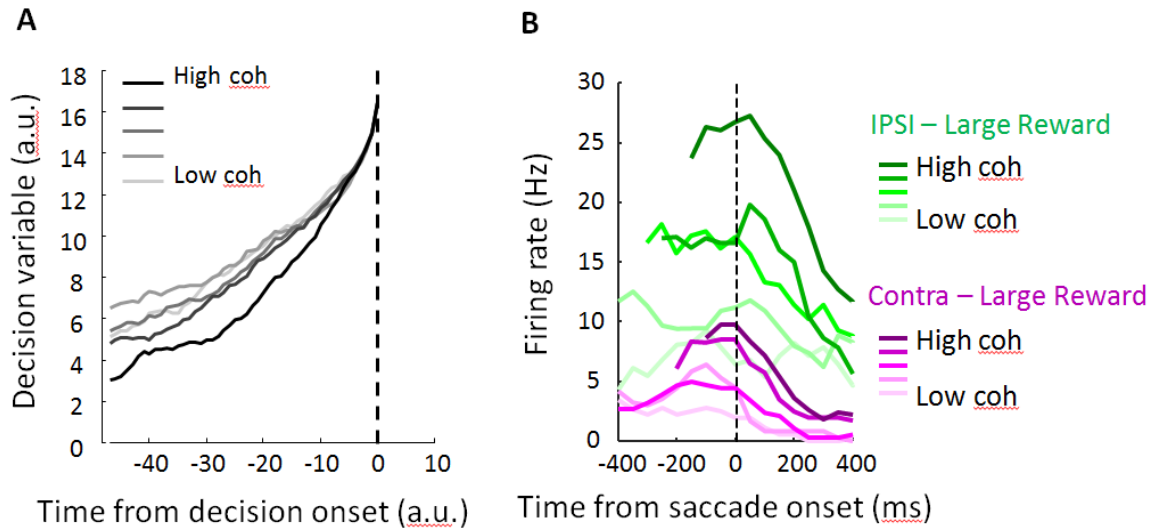 A
B
Decision variable (a.u.)
18
16
14
12
10
8
6
4
2
0
High coh
Low coh
-40 -30 -20 -10 0 10
Time from decision onset (a.u.)
Firing rate (Hz)
30
25
20
15
10
5
0
-400 -200 0 200 400
Time from saccade onset (ms)
IPSI – Large Reward
High coh
Low coh
Contra – Large Reward
High coh
Low coh